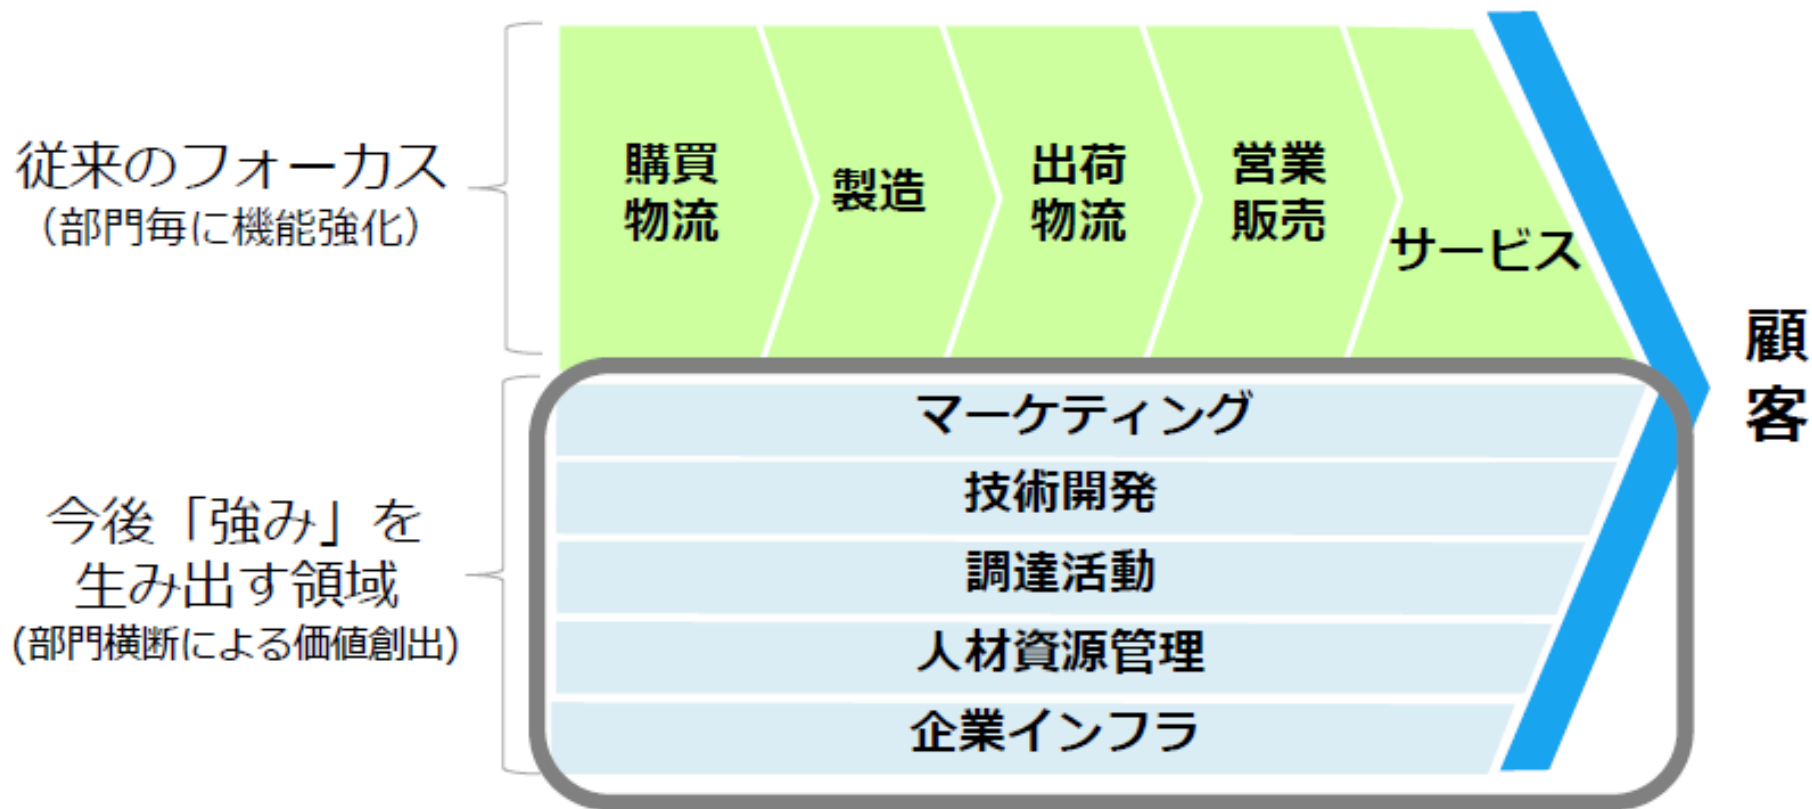 従来のフォーカス
（部門毎に機能強化）
購買
物流
製造
出荷
物流
営業
販売
サービス
顧
客
今後「強み」を
生み出す領域
(部門横断による価値創出)
マーケティング
技術開発
調達活動
人材資源管理
企業インフラ